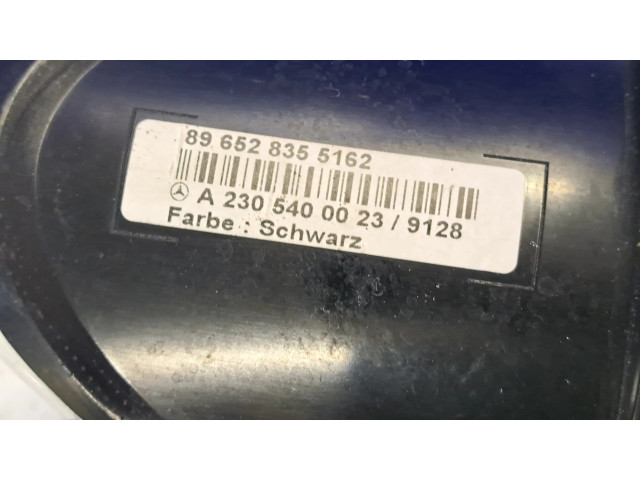 89 652 835 5162
A 230 540 00 23 / 9128
Farbe : Schwarz